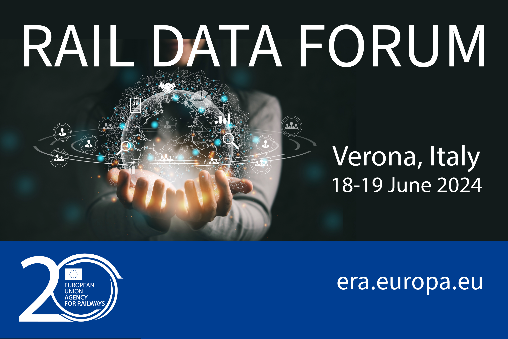 RAIL DATA FORUM
Verona, Italy
18-19 June 2024
20
EUROPEAN
UNION
AGENCY
FOR RAILWAYS
era.europa.eu